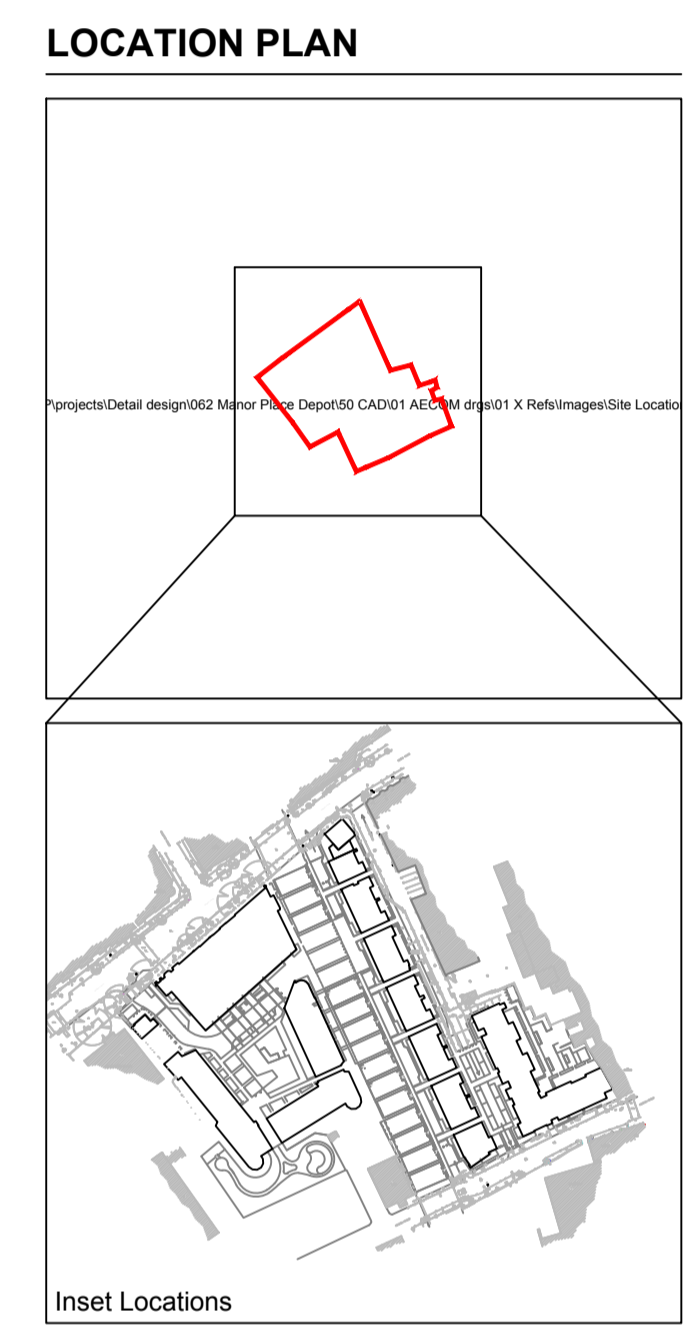 LOCATION PLAN
P\projects\Detail design\062 Manor Place Depot\50 CAD\01 AECOM drgs\01 X Refs\Images\Site Locatio
Inset Locations